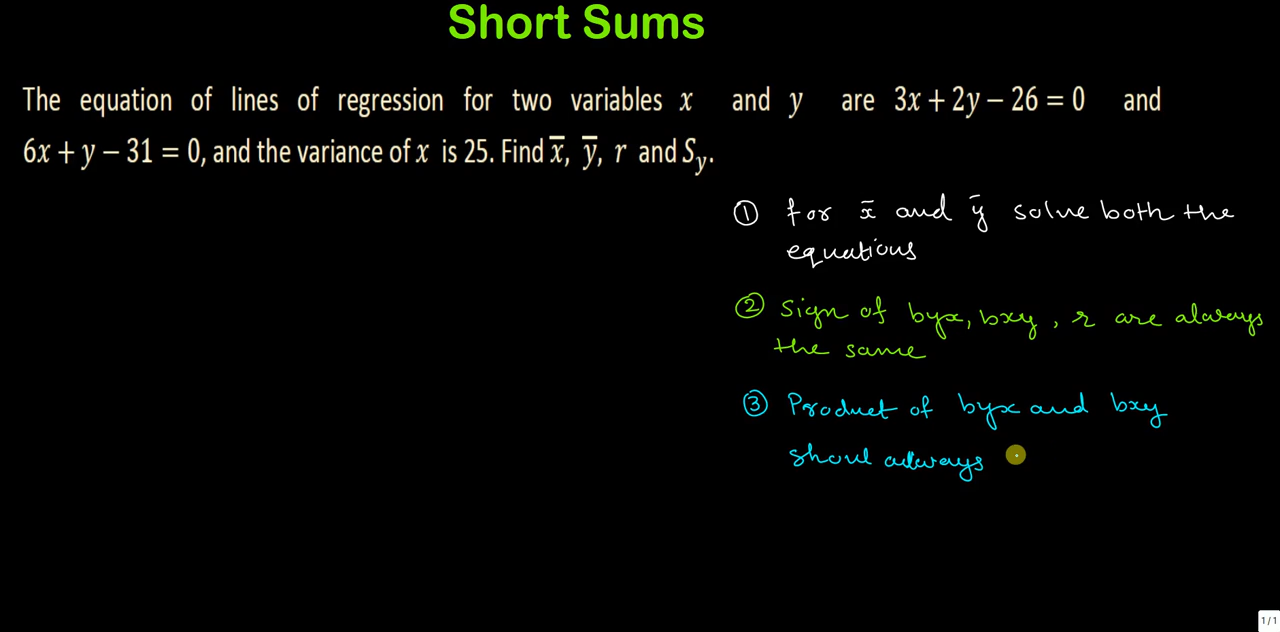 Short Sums
The equation of lines of regression for two variables x and y are 3x + 2y − 26 = 0 and
6x + y − 31 = 0, and the variance of x is 25. Find x̅, y̅, r and Sy.
① for x̄ and ȳ solve both the
equations
② Sign of byx, bxy, r are always
the same
③ Product of byx and bxy
shoul always
1/1